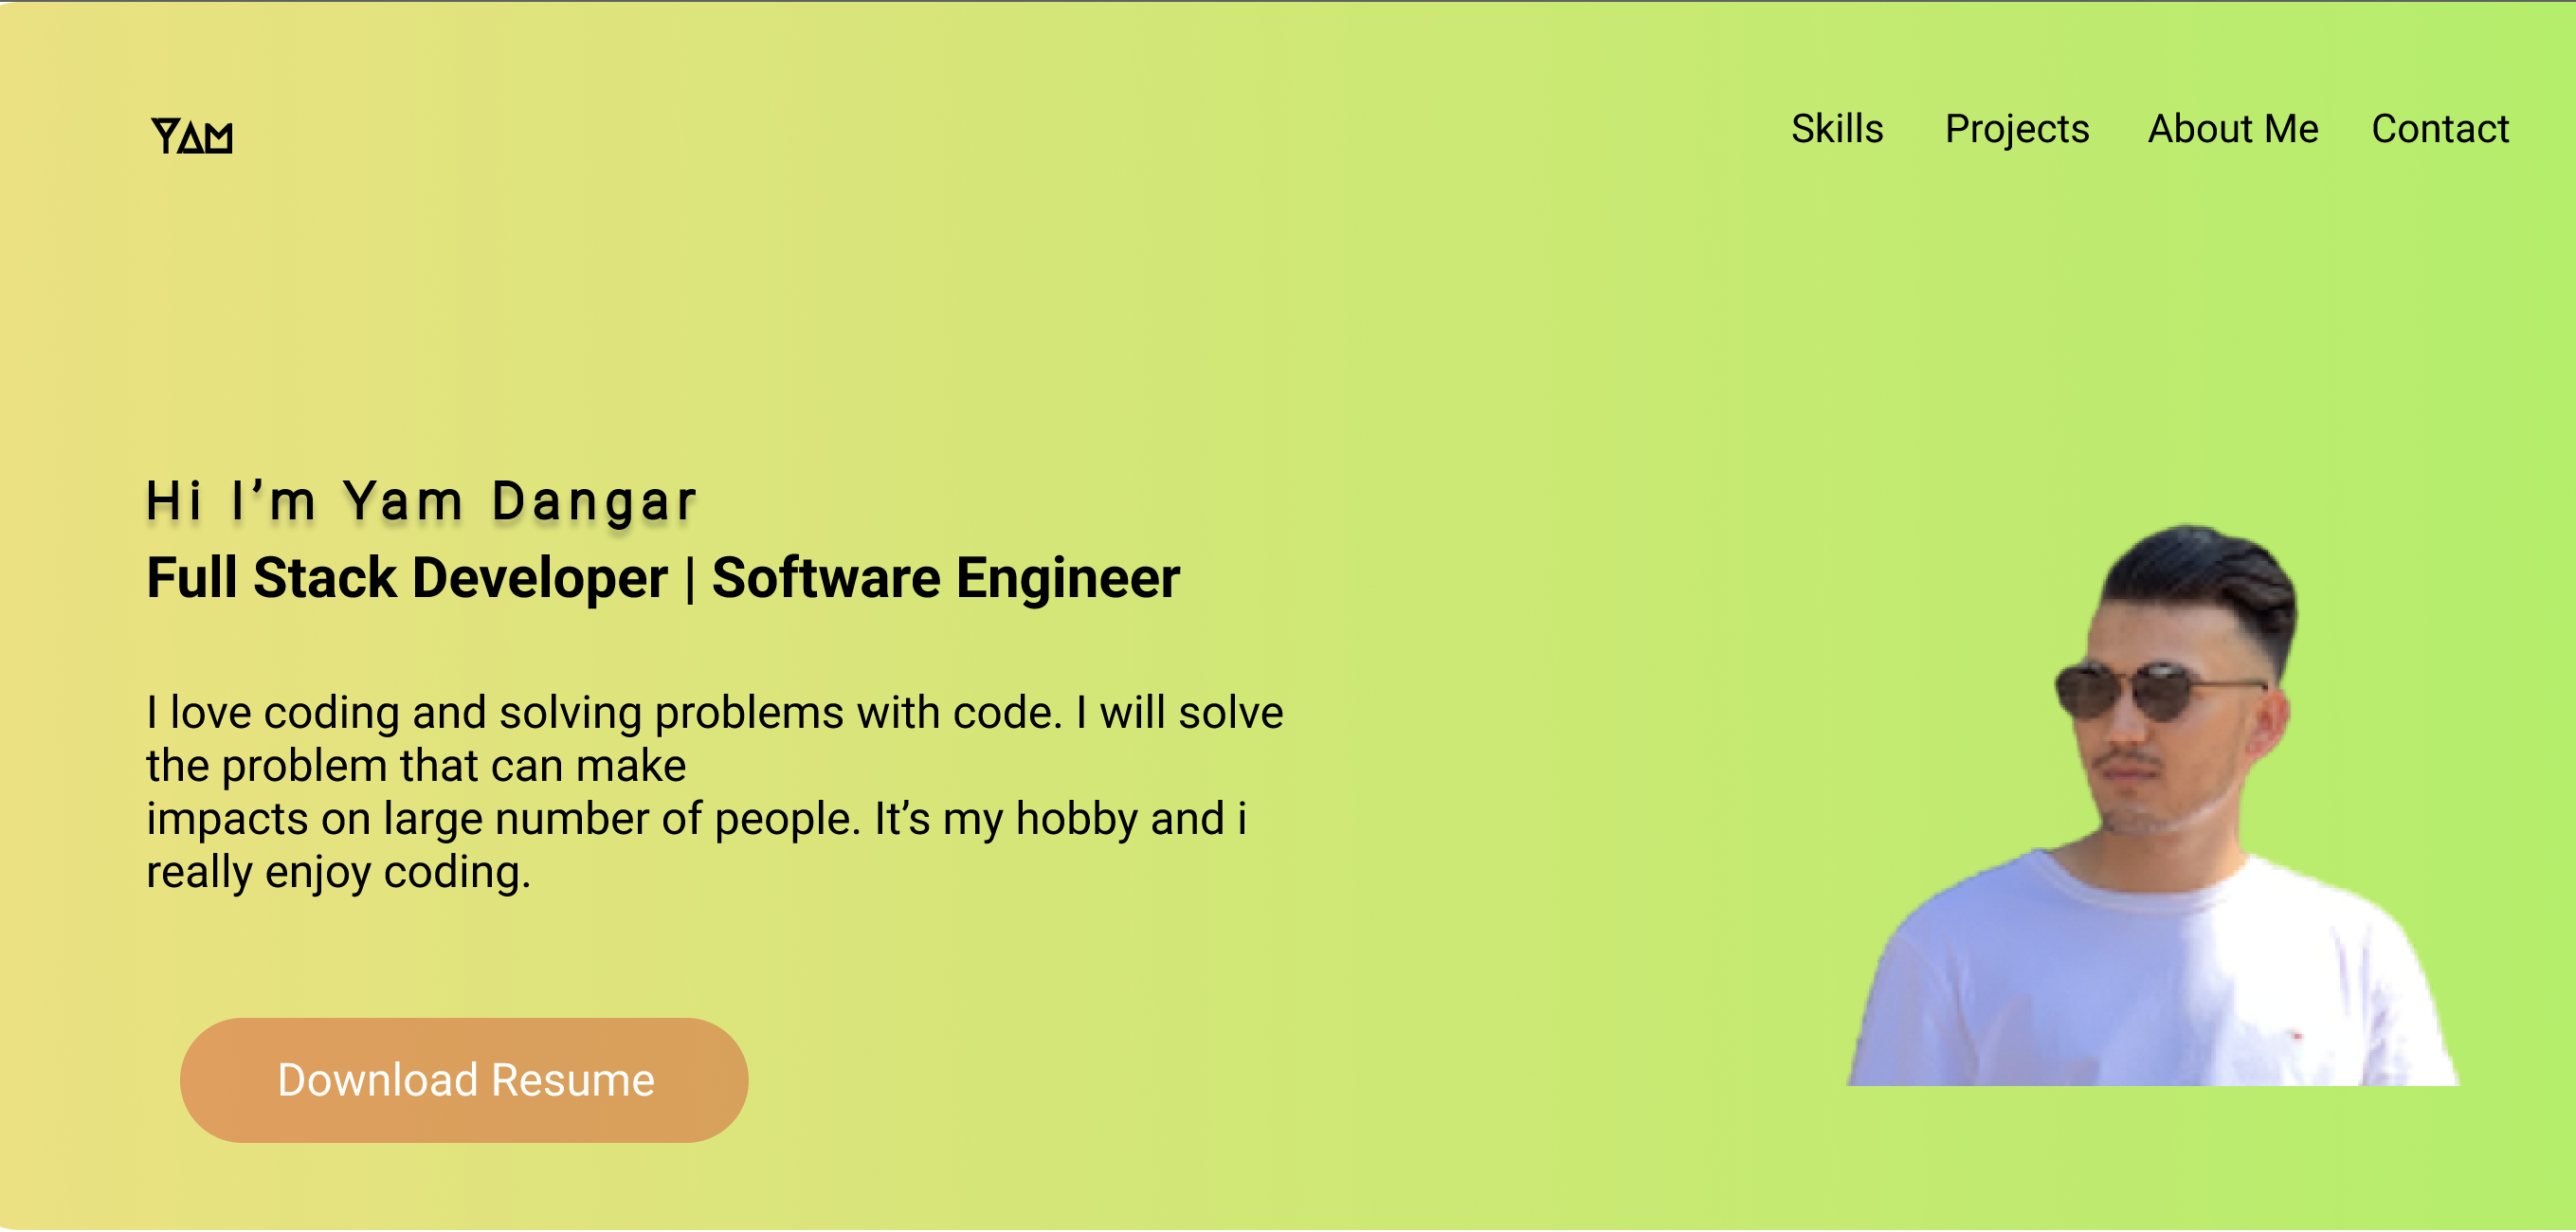 YAM
Skills Projects About Me Contact
Hi I’m Yam Dangar
Full Stack Developer | Software Engineer
I love coding and solving problems with code. I will solve
the problem that can make
impacts on large number of people. It’s my hobby and i
really enjoy coding.
Download Resume